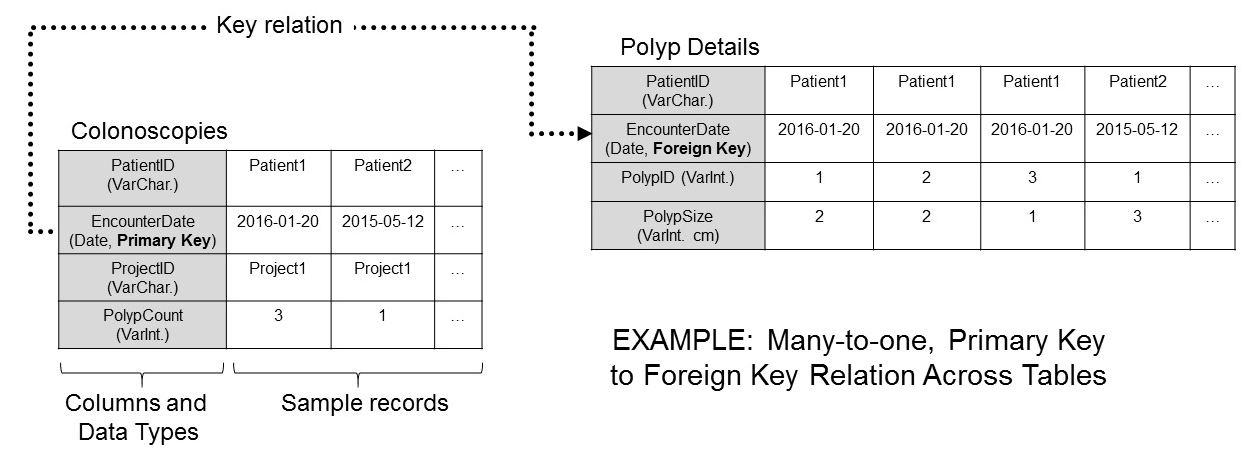 Key relation
Polyp Details
PatientID Patient1 Patient1 Patient1 Patient2 ...
(VarChar.)
EncounterDate 2016-01-20 2016-01-20 2016-01-20 2015-05-12 ...
(Date, Foreign Key)
PolypID (VarInt.) 1 2 3 1 ...
PolypSize 2 2 1 3 ...
(VarInt. cm)
Colonoscopies
PatientID Patient1 Patient2 ...
(VarChar.)
EncounterDate 2016-01-20 2015-05-12 ...
(Date, Primary Key)
ProjectID Project1 Project1 ...
(VarChar.)
PolypCount 3 1 ...
(VarInt.)
Columns and
Data Types
Sample records
EXAMPLE: Many-to-one, Primary Key
to Foreign Key Relation Across Tables